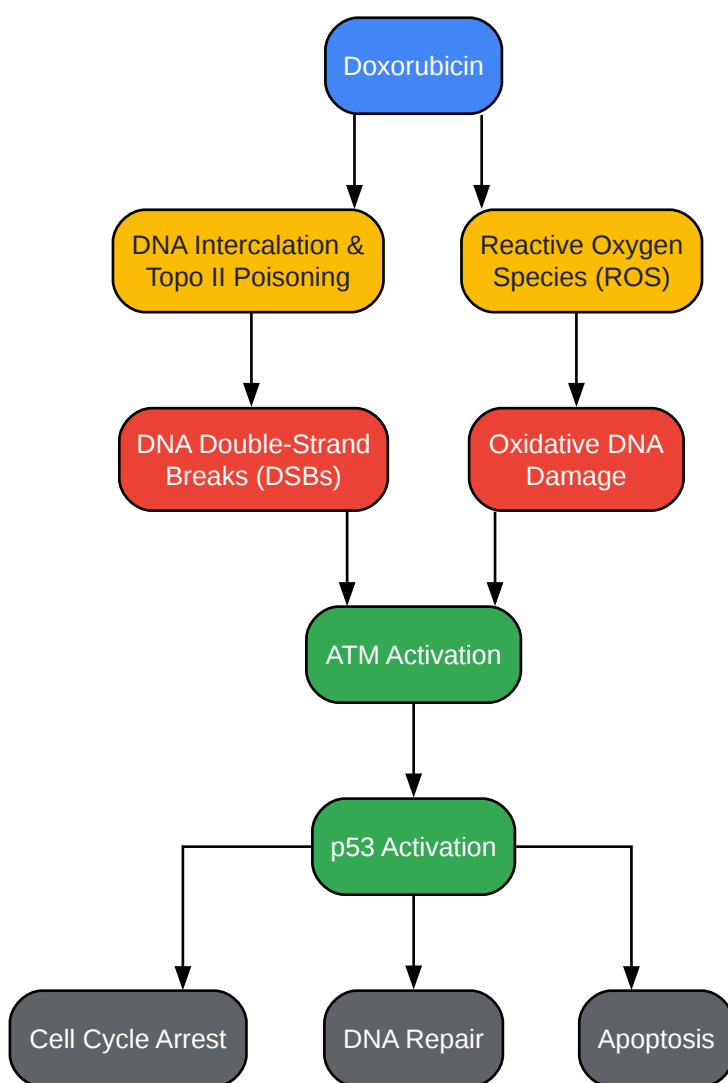 Doxorubicin
DNA Intercalation &
Topo II Poisoning
Reactive Oxygen
Species (ROS)
DNA Double-Strand
Breaks (DSBs)
Oxidative DNA
Damage
ATM Activation
p53 Activation
Cell Cycle Arrest
DNA Repair
Apoptosis